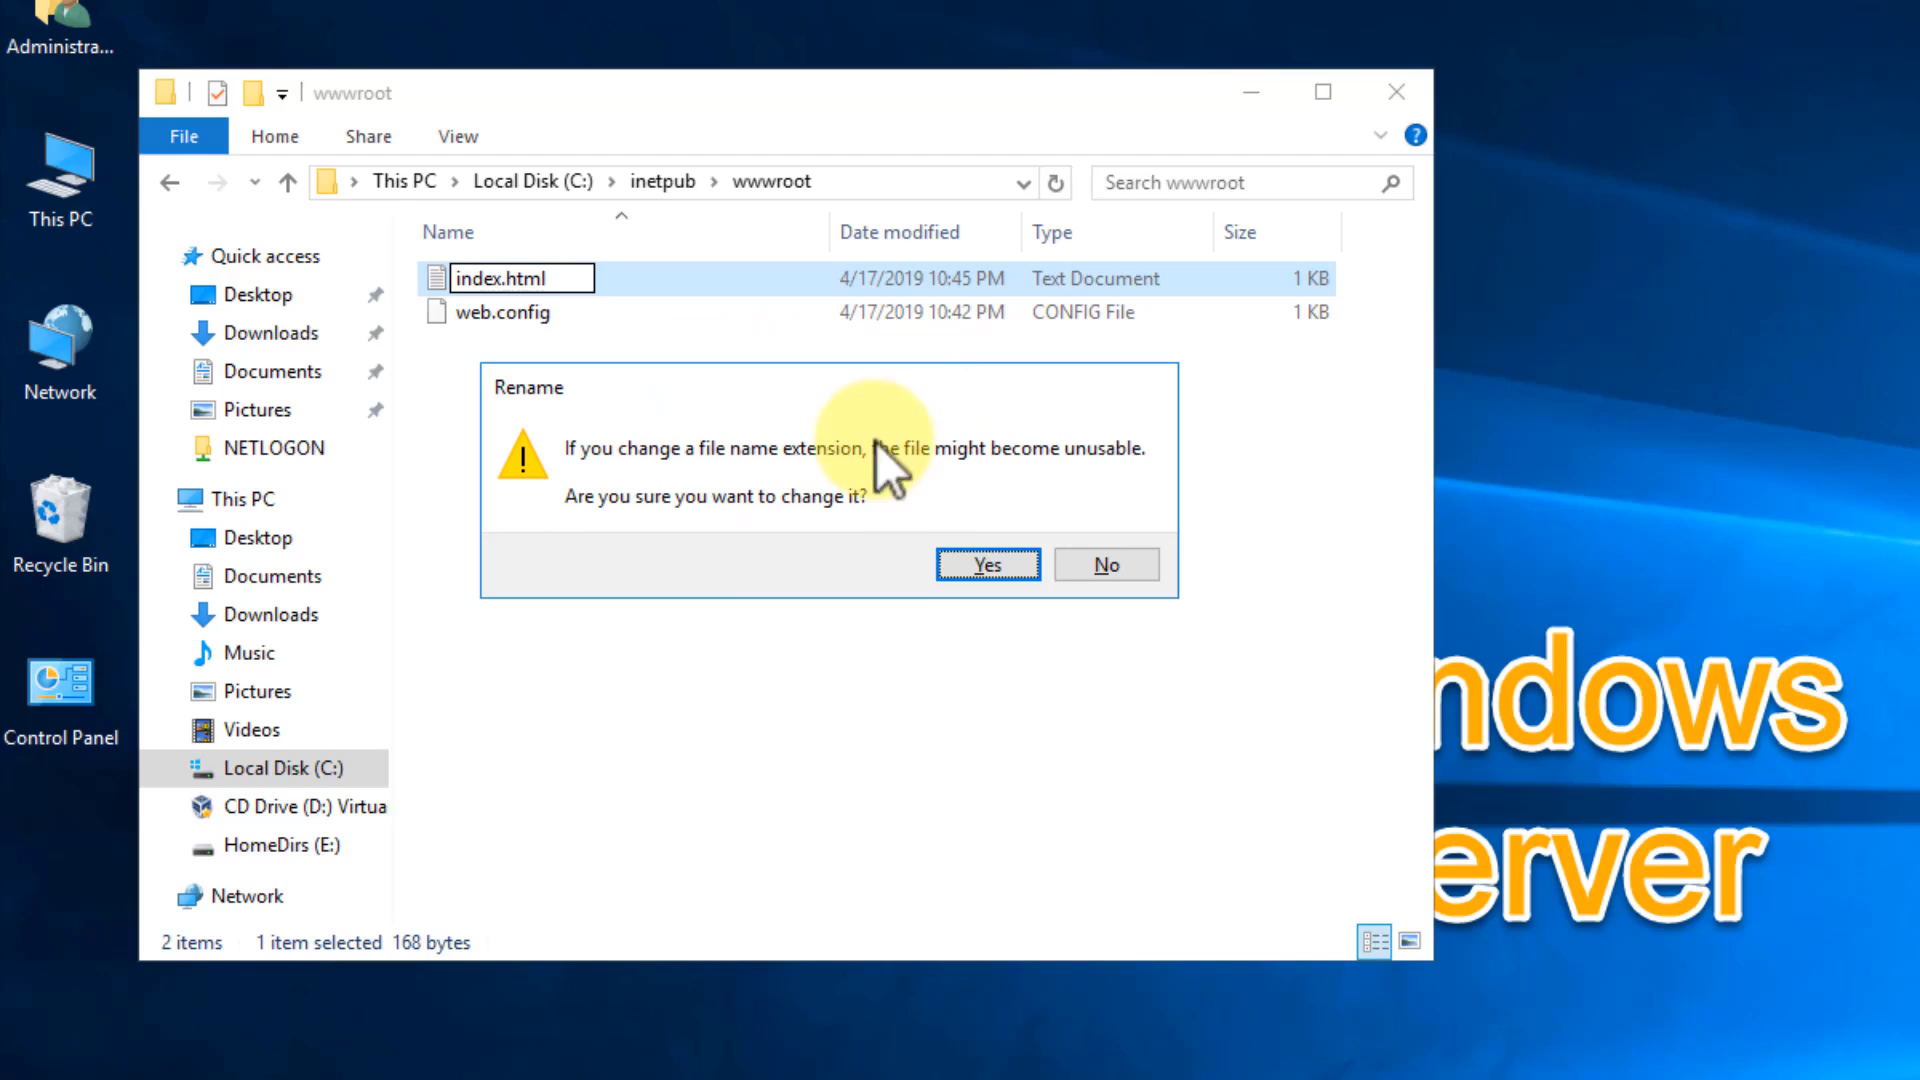 Administra...
This PC
Network
Recycle Bin
Control Panel
wwwroot
File Home Share View
This PC > Local Disk (C:) > inetpub > wwwroot
Search wwwroot
Name Date modified Type Size
index.html 4/17/2019 10:45 PM Text Document 1 KB
web.config 4/17/2019 10:42 PM CONFIG File 1 KB
Quick access
Desktop
Downloads
Documents
Pictures
NETLOGON
This PC
Desktop
Documents
Downloads
Music
Pictures
Videos
Local Disk (C:)
CD Drive (D:) Virtua
HomeDirs (E:)
Network
Rename
If you change a file name extension, the file might become unusable.
Are you sure you want to change it?
Yes No
2 items 1 item selected 168 bytes
ndows
erver